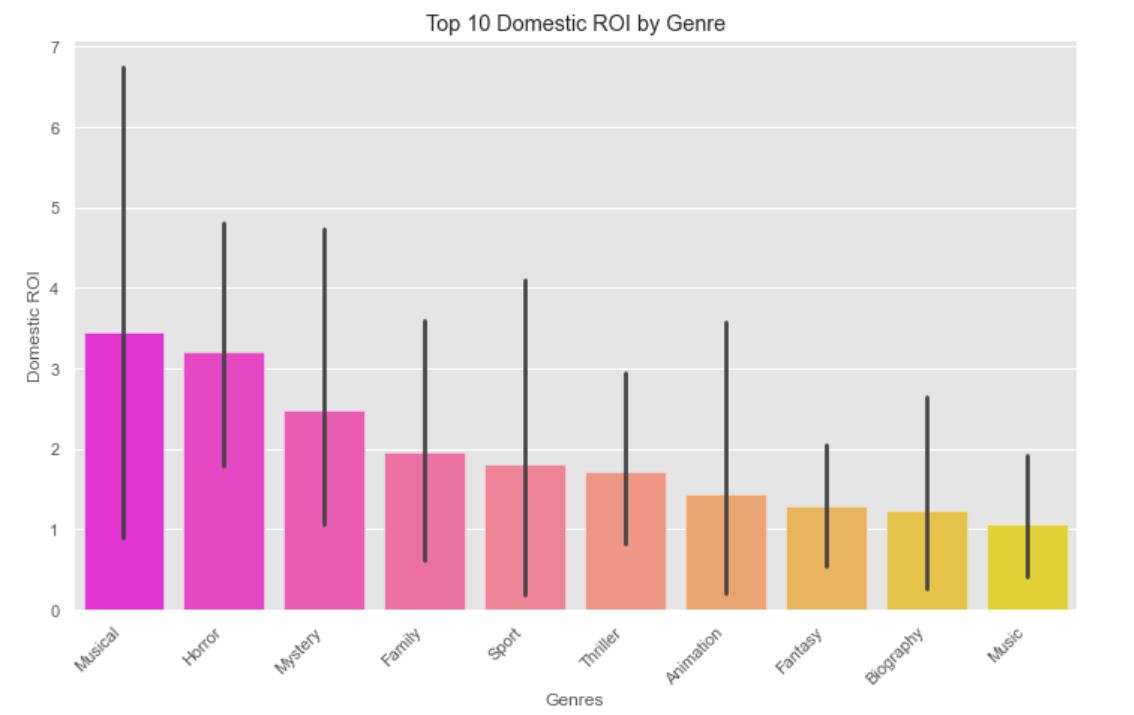 Top 10 Domestic ROI by Genre
7
6
5
4
3
2
1
0
Domestic ROI
Musical
Horror
Mystery
Family
Sport
Thriller
Animation
Fantasy
Biography
Music
Genres